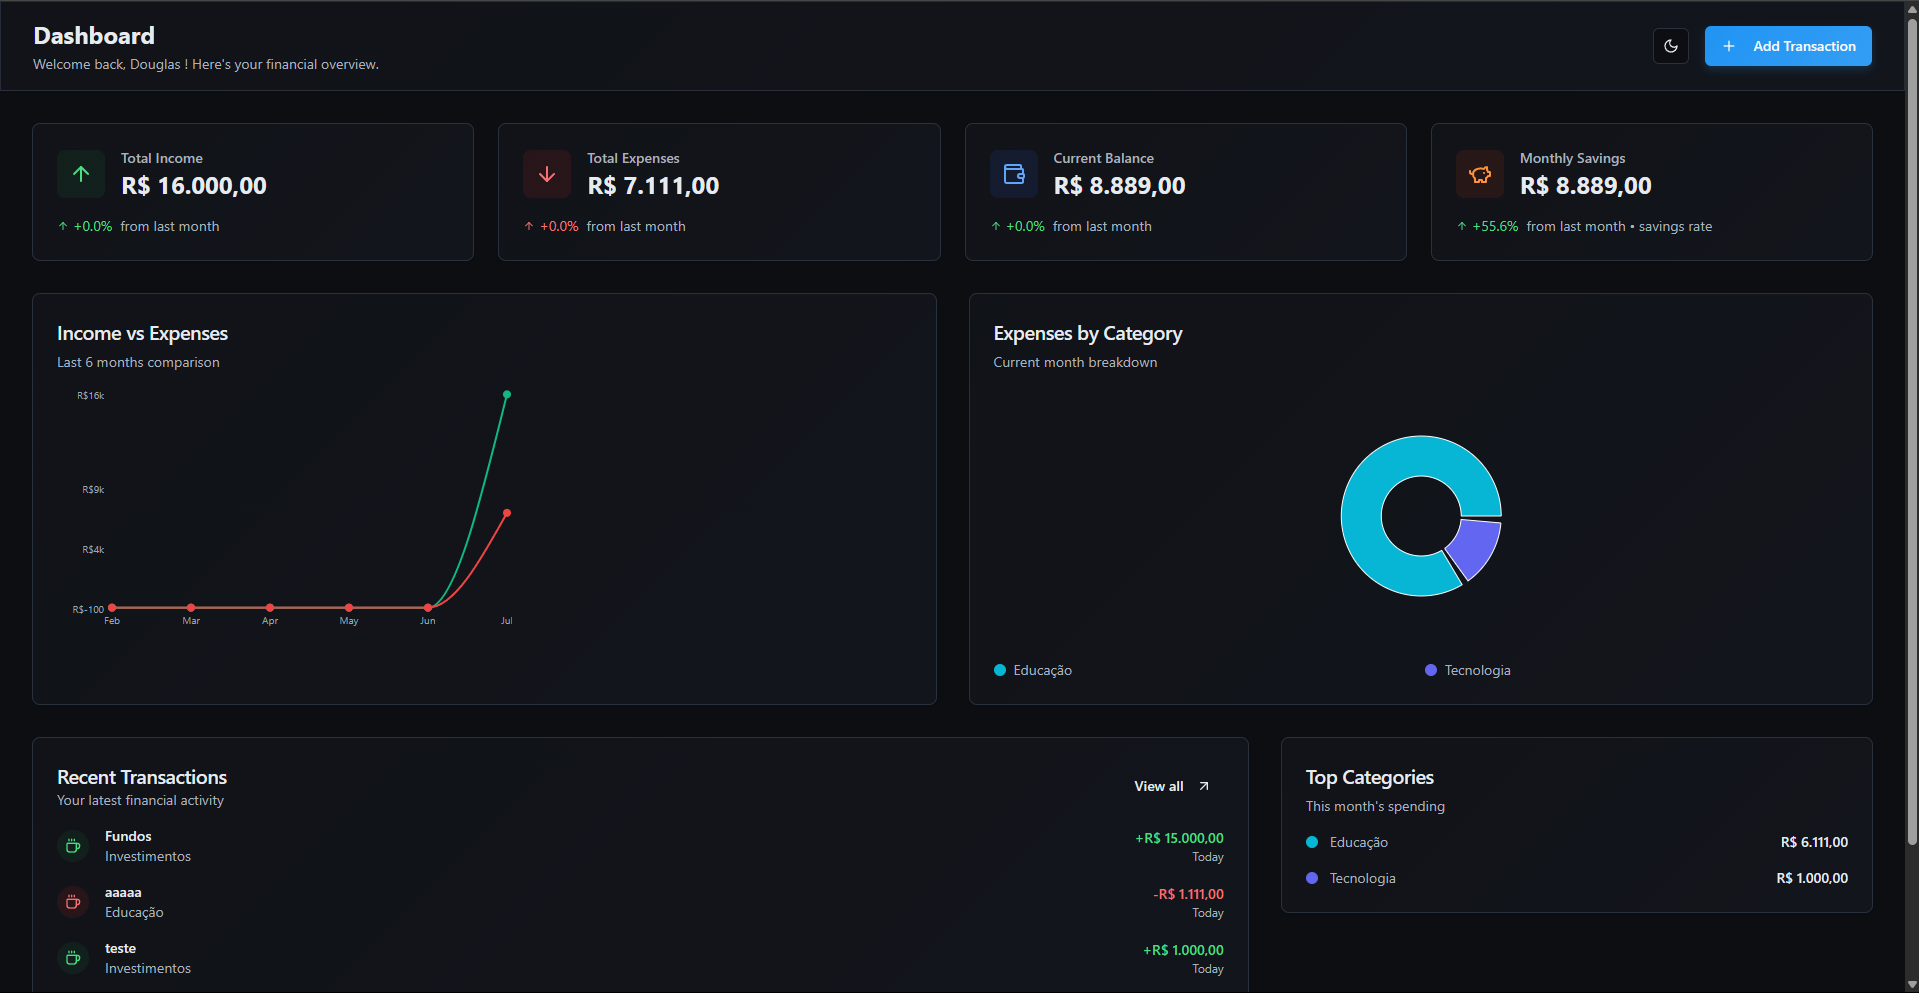 Dashboard
Welcome back, Douglas ! Here's your financial overview.
Add Transaction
Total Income
R$ 16.000,00
+0.0% from last month
Total Expenses
R$ 7.111,00
+0.0% from last month
Current Balance
R$ 8.889,00
+0.0% from last month
Monthly Savings
R$ 8.889,00
+55.6% from last month • savings rate
Income vs Expenses
Last 6 months comparison
R$16k
R$9k
R$4k
R$-100
Feb Mar Apr May Jun Jul
Expenses by Category
Current month breakdown
Educação
Tecnologia
Recent Transactions
Your latest financial activity
View all
Fundos
Investimentos
+R$ 15.000,00
Today
aaaaa
Educação
-R$ 1.111,00
Today
teste
Investimentos
+R$ 1.000,00
Today
Top Categories
This month's spending
Educação R$ 6.111,00
Tecnologia R$ 1.000,00